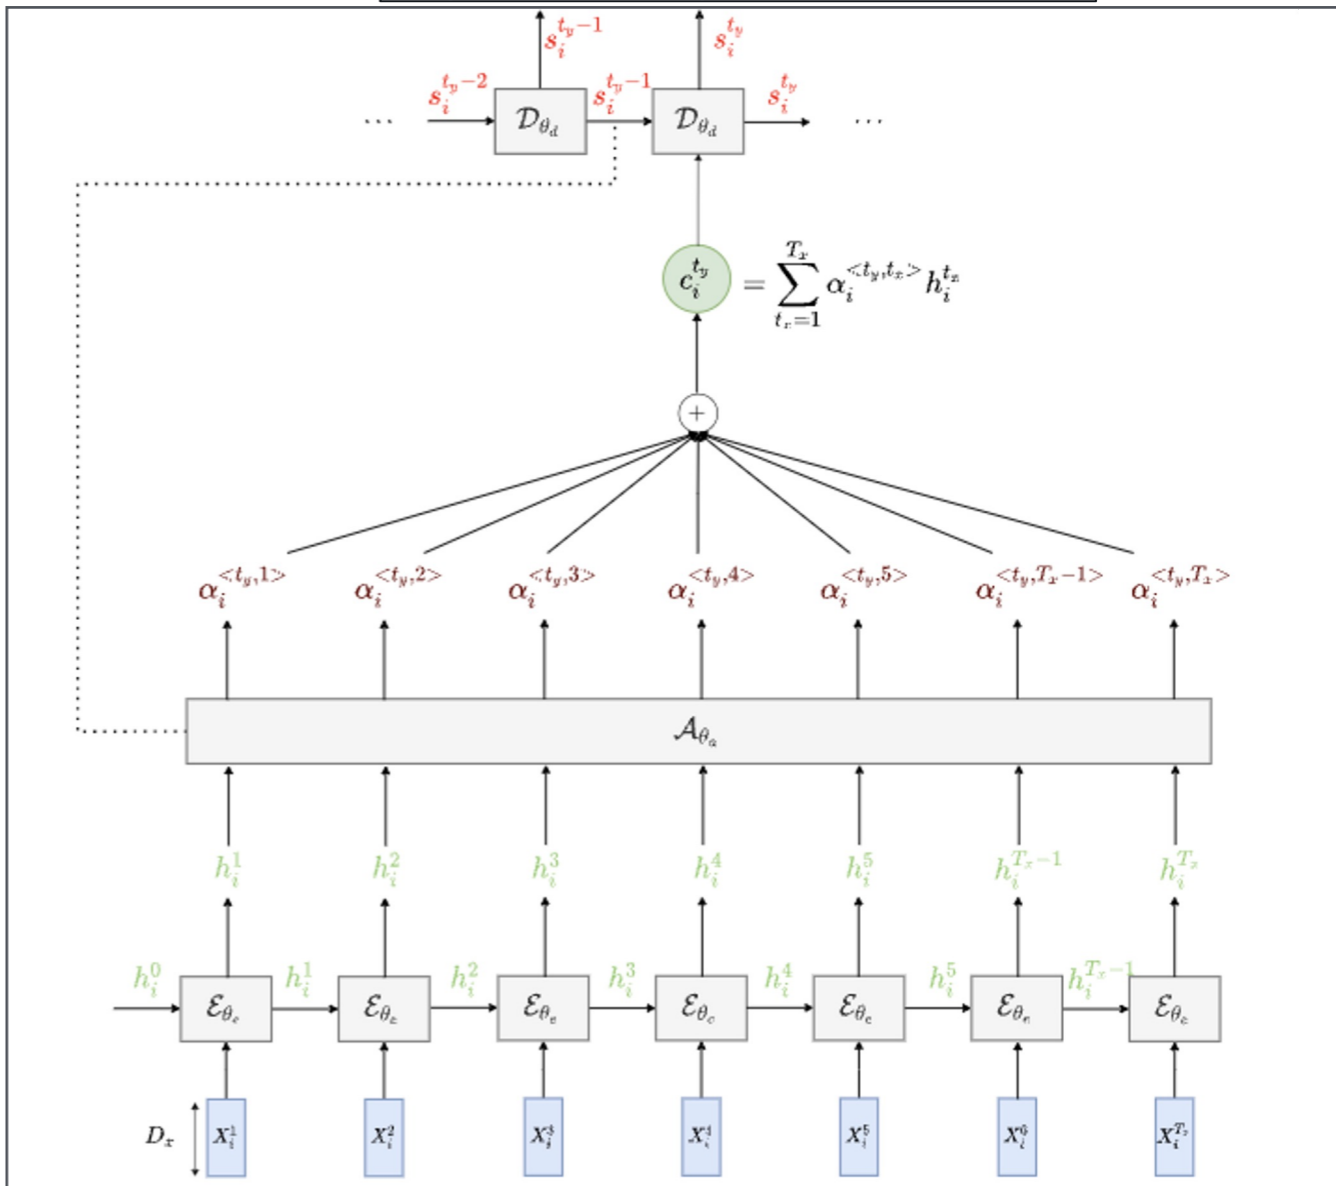 s_i^{t_y-1} s_i^{t_y}
... s_i^{t_y-2} 𝒟_{θ_d} s_i^{t_y-1} 𝒟_{θ_d} s_i^{t_y} ...
c_i^{t_y} = \sum_{t_x=1}^{T_x} α_i^{<t_y,t_x>} h_i^{t_x}
+
α_i^{<t_y,1>} α_i^{<t_y,2>} α_i^{<t_y,3>} α_i^{<t_y,4>} α_i^{<t_y,5>} α_i^{<t_y,T_x-1>} α_i^{<t_y,T_x>}
𝒜_{θ_a}
h_i^1 h_i^2 h_i^3 h_i^4 h_i^5 h_i^{T_x-1} h_i^{T_x}
h_i^0 h_i^1 h_i^2 h_i^3 h_i^4 h_i^5 h_i^{T_x-1}
ℰ_{θ_e} ℰ_{θ_e} ℰ_{θ_e} ℰ_{θ_e} ℰ_{θ_e} ℰ_{θ_e} ℰ_{θ_e}
D_x X_i^1 X_i^2 X_i^3 X_i^4 X_i^5 X_i^6 X_i^{T_x}